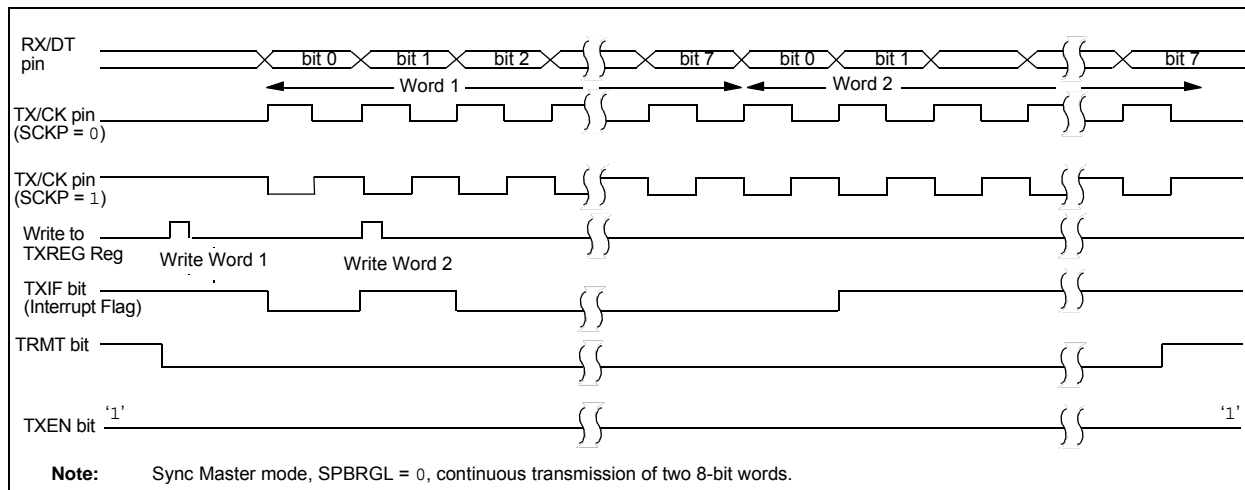 RX/DT
pin
bit 0 bit 1 bit 2 bit 7 bit 0 bit 1 bit 7
Word 1 Word 2
TX/CK pin
(SCKP = 0)
TX/CK pin
(SCKP = 1)
Write to
TXREG Reg
Write Word 1 Write Word 2
TXIF bit
(Interrupt Flag)
TRMT bit
TXEN bit ‘1’ ‘1’
Note: Sync Master mode, SPBRGL = 0, continuous transmission of two 8-bit words.